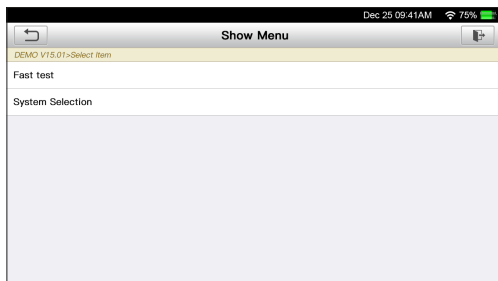 Dec 25 09:41AM 75%
Show Menu
DEMO V15.01>Select Item
Fast test
System Selection